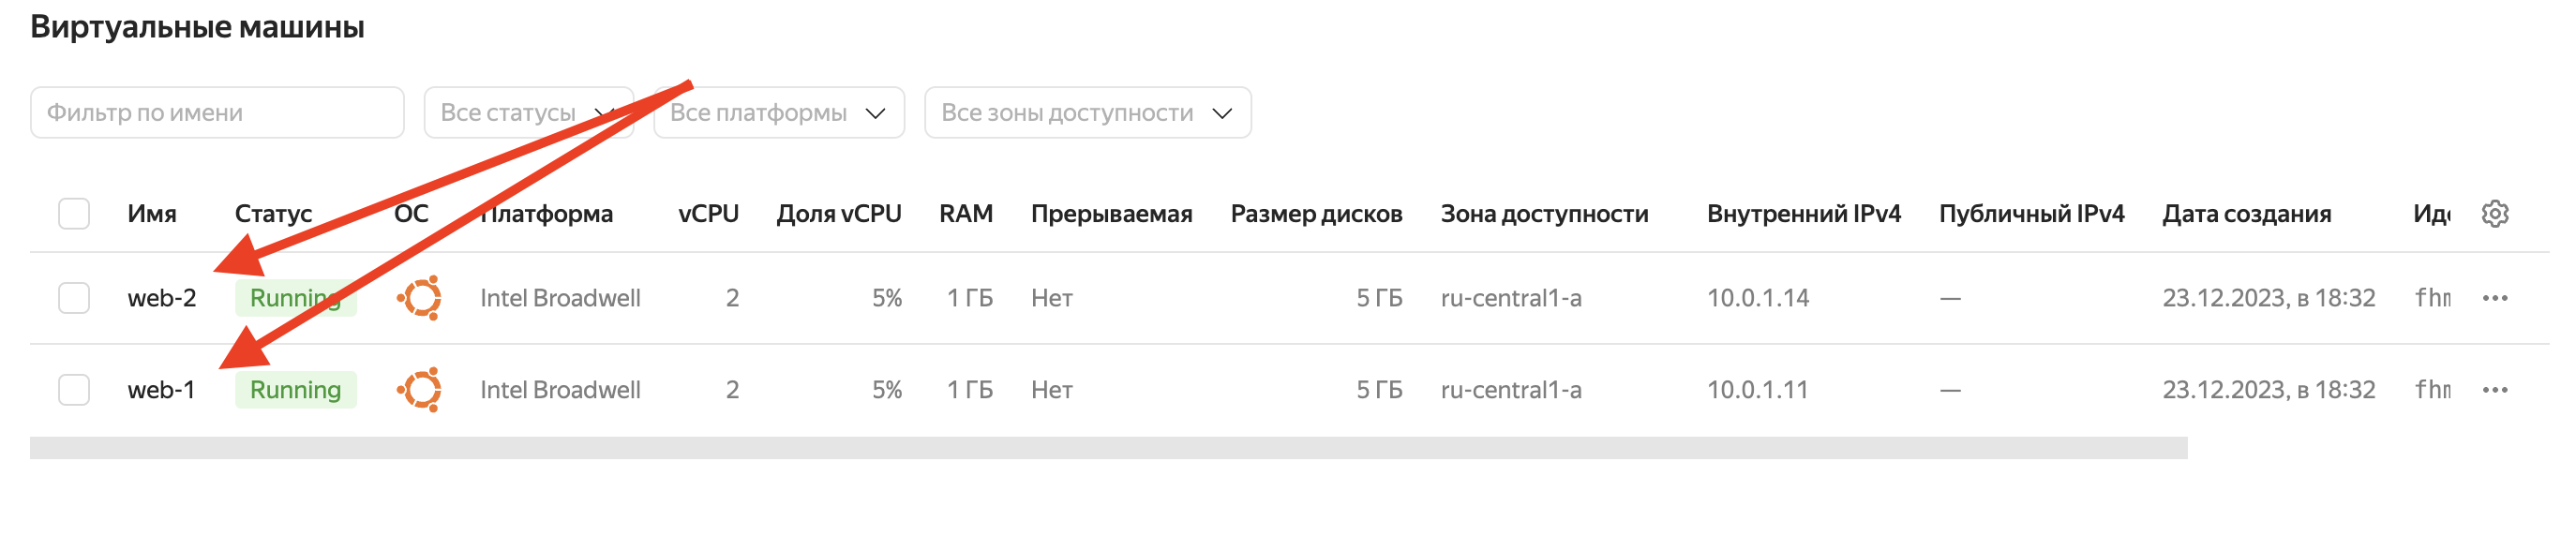 Виртуальные машины
Фильтр по имени Все статусы Все платформы Все зоны доступности
Имя Статус ОС Платформа vCPU Доля vCPU RAM Прерываемая Размер дисков Зона доступности Внутренний IPv4 Публичный IPv4 Дата создания
web-2 Running Intel Broadwell 2 5% 1 ГБ Нет 5 ГБ ru-central1-a 10.0.1.14 — 23.12.2023, в 18:32
web-1 Running Intel Broadwell 2 5% 1 ГБ Нет 5 ГБ ru-central1-a 10.0.1.11 — 23.12.2023, в 18:32